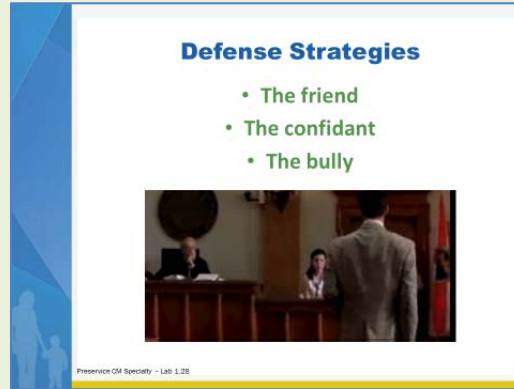 Defense Strategies
• The friend
• The confidant
• The bully
Preservice CM Specialty – Lab 1.28